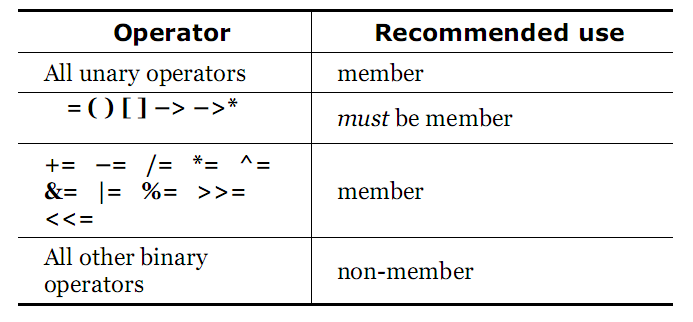 Operator Recommended use
All unary operators member
= ( ) [ ] –> –>* must be member
+= –= /= *= ^=
&= |= %= >>=
<<= member
All other binary
operators non-member